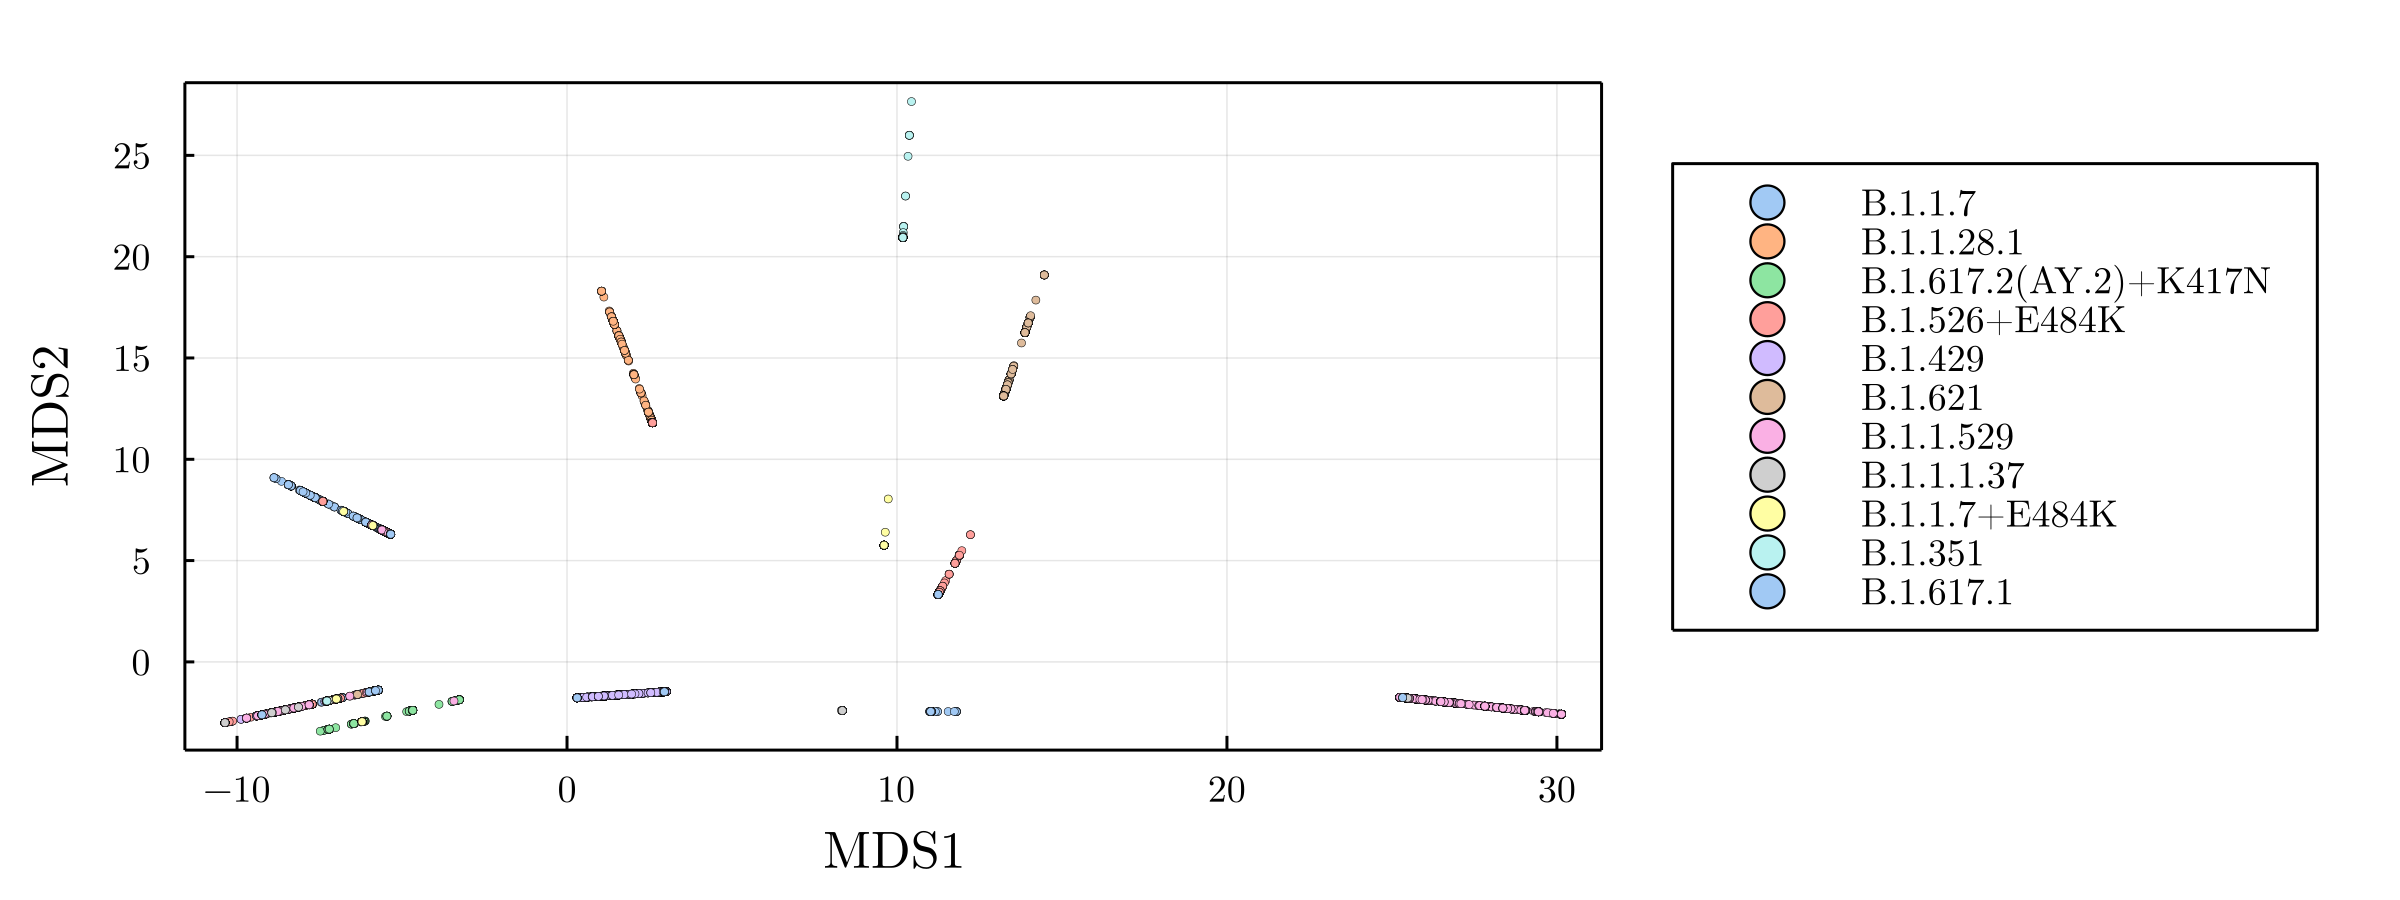 25
20
15
10
5
0
MDS2
−10 0 10 20 30
MDS1
B.1.1.7
B.1.1.28.1
B.1.617.2(AY.2)+K417N
B.1.526+E484K
B.1.429
B.1.621
B.1.1.529
B.1.1.1.37
B.1.1.7+E484K
B.1.351
B.1.617.1